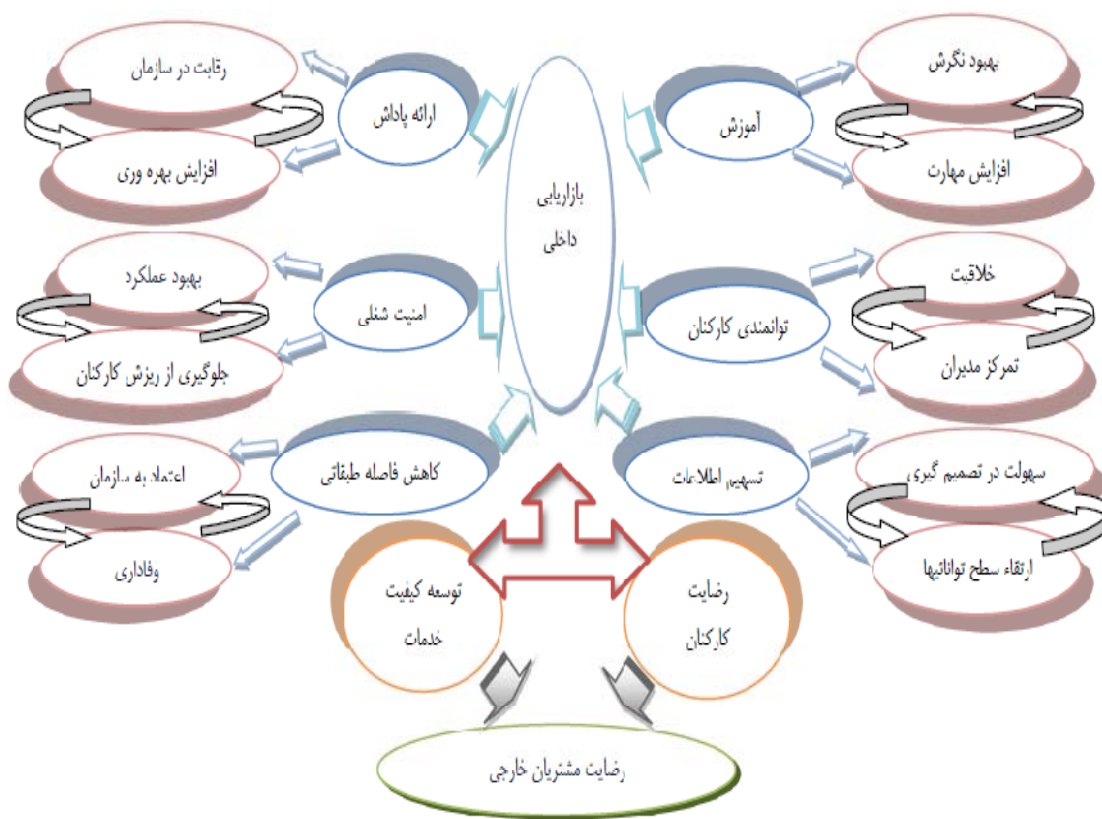 بهبود نگرش
رقابت در سازمان
آموزش
ارائه پاداش
افزایش مهارت
افزایش بهره وری
بازاریابی
داخلی
خلاقیت
بهبود عملکرد
توانمندی کارکنان
امنیت شغلی
تمرکز مدیران
جلوگیری از ریزش کارکنان
سهولت در تصمیم گیری
تسهیم اطلاعات
کاهش فاصله طبقاتی
اعتماد به سازمان
ارتقاء سطح تواناتیها
وفاداری
رضایت
کارکنان
توسعه کیفیت
خدمات
رضایت مشتریان خارجی